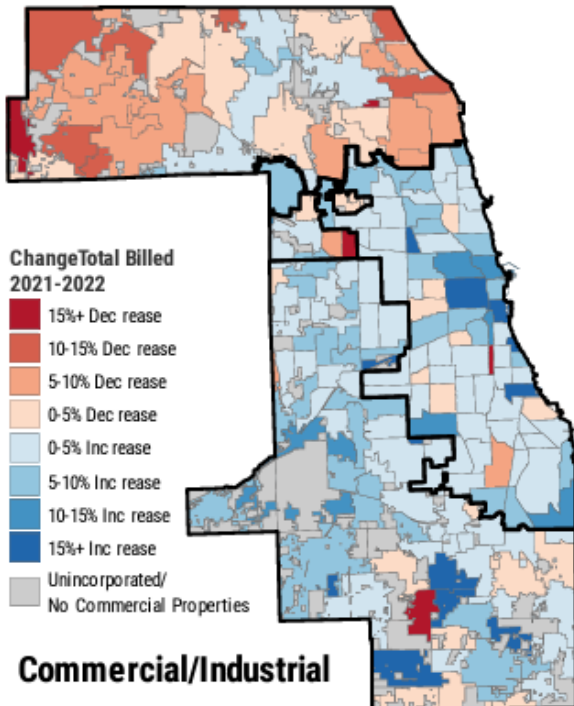 ChangeTotal Billed
2021-2022
15%+ Dec rease
10-15% Dec rease
5-10% Dec rease
0-5% Dec rease
0-5% Inc rease
5-10% Inc rease
10-15% Inc rease
15%+ Inc rease
Unincorporated/
No Commercial Properties
Commercial/Industrial